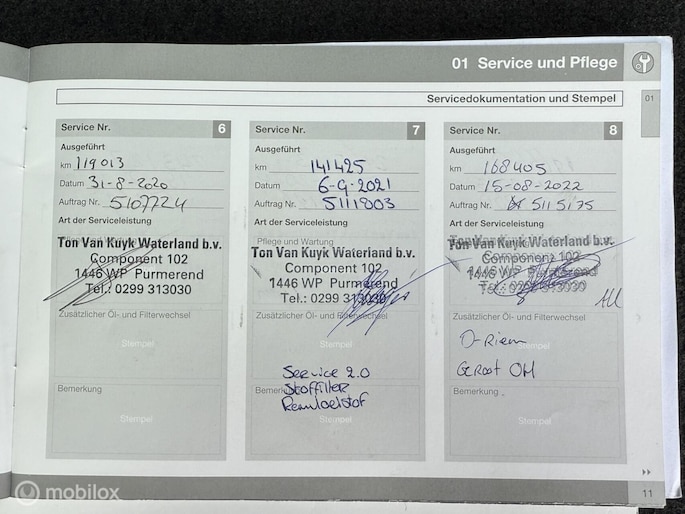 01 Service und Pflege
Servicedokumentation und Stempel
01
Service Nr. 6
Ausgeführt
km 119013
Datum 31-8-2020
Auftrag Nr. 5107724
Art der Serviceleistung
Ton Van Kuyk Waterland b.v.
Component 102
1446 WP Purmerend
Tel.: 0299 313030
Zusätzlicher Öl- und Filterwechsel
Stempel
Bemerkung
Stempel
Service Nr. 7
Ausgeführt
km 141425
Datum 6-9-2021
Auftrag Nr. 5111803
Art der Serviceleistung
Pflege und Wartung
Ton Van Kuyk Waterland b.v.
Component 102
1446 WP Purmerend
Tel.: 0299 313030
Zusätzlicher Öl- und Filterwechsel
Stempel
Service 2.0
Bemerkung Stoffilter
Remvloeistof
Service Nr. 8
Ausgeführt
km 168405
Datum 15-08-2022
Auftrag Nr. 5115175
Art der Serviceleistung
Ton Van Kuyk Waterland b.v.
Component 102
1446 WP Purmerend
Tel.: 0299 313030
Zusätzlicher Öl- und Filterwechsel
D-Riem
Stempel
Groot OH
Bemerkung
Stempel
11
mobilox